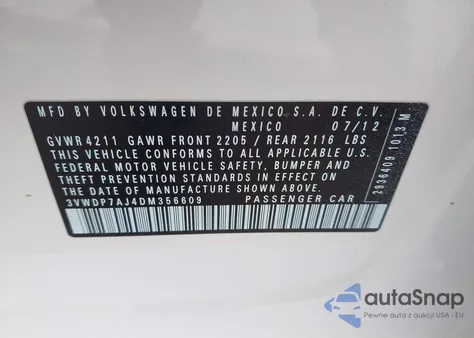 MFD BY VOLKSWAGEN DE MEXICO.S.A. DE C.V.
MEXICO 07/12
GVWR 4211 GAWR FRONT 2205 / REAR 2116 LBS
THIS VEHICLE CONFORMS TO ALL APPLICABLE U.S.
FEDERAL MOTOR VEHICLE SAFETY, BUMPER AND
THEFT PREVENTION STANDARDS IN EFFECT ON
THE DATE OF MANUFACTURE SHOWN ABOVE.
3VWDP7AJ4DM356609 PASSENGER CAR
2936409 1013 M
autoSnap
Pewne auta z aukcji USA i EU